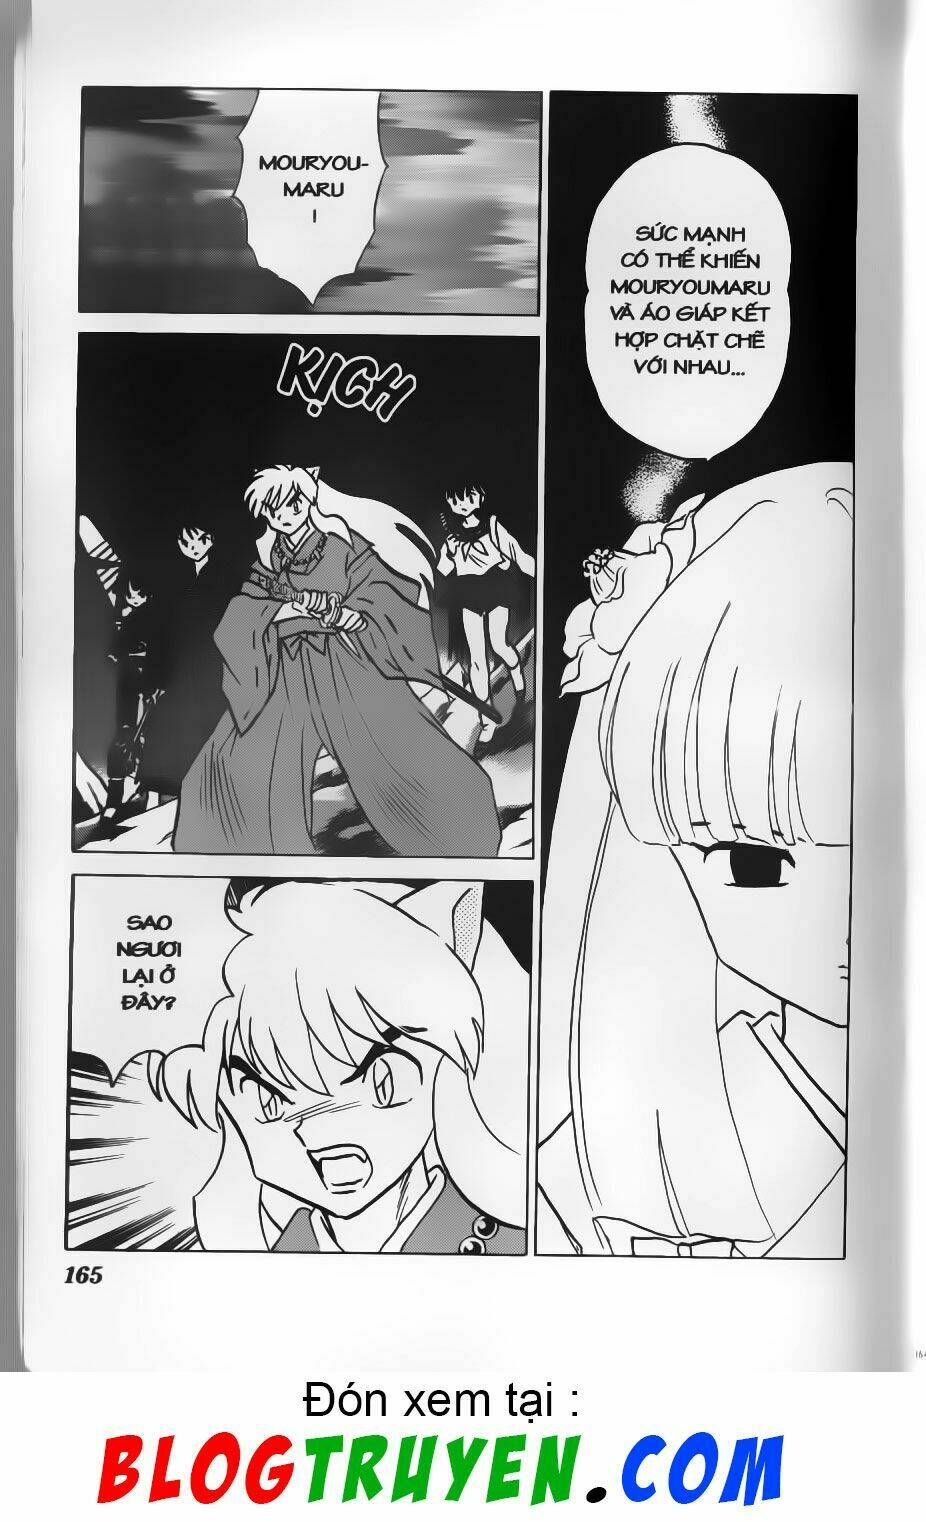 SỨC MẠNH
CÓ THỂ KHIẾN
MOURYOUMARU
VÀ ÁO GIÁP KẾT
HỢP CHẶT CHẼ
VỚI NHAU...
MOURYOU-
MARU
!
KỊCH
SAO
NGƯƠI
LẠI Ở
ĐÂY?
165
164
Đón xem tại :
BLOGTRUYEN.COM